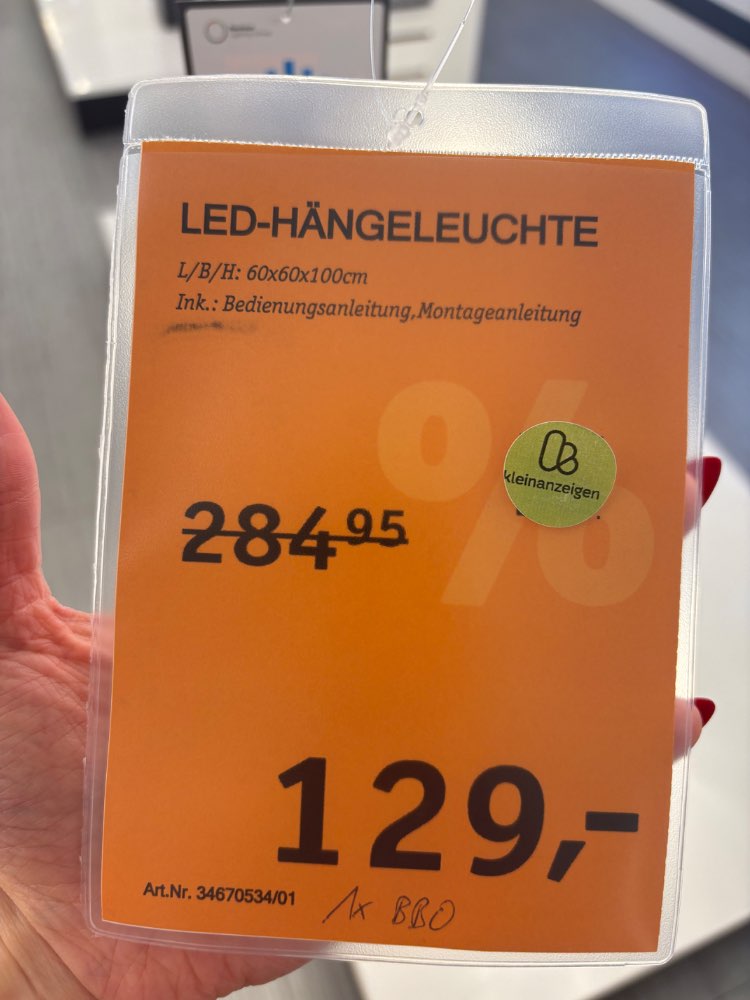 LED-HÄNGELEUCHTE
L/B/H: 60x60x100cm
Ink.: Bedienungsanleitung,Montageanleitung
%
kleinanzeigen
284 95
129,-
Art.Nr. 34670534/01
1x BBO